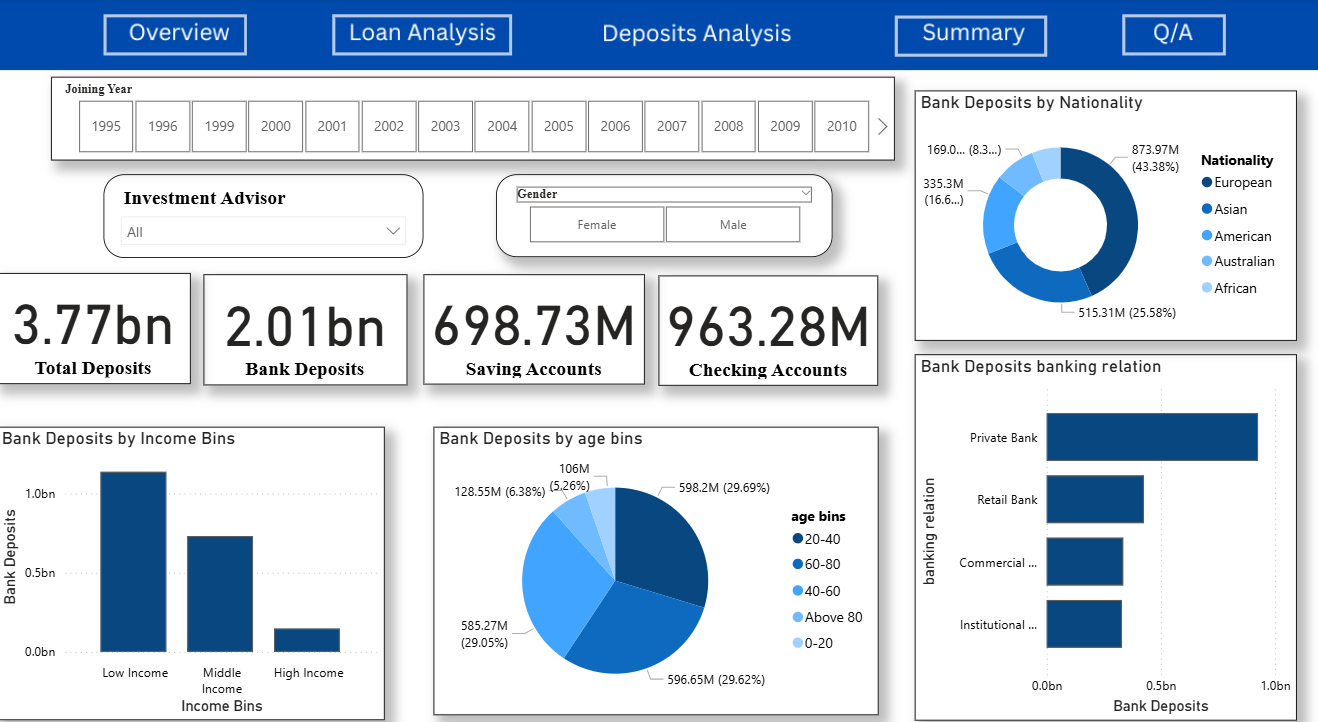 Overview
Loan Analysis
Deposits Analysis
Summary
Q/A
Joining Year
1995
1996
1999
2000
2001
2002
2003
2004
2005
2006
2007
2008
2009
2010
Investment Advisor
All
Gender
Female
Male
3.77bn
Total Deposits
2.01bn
Bank Deposits
698.73M
Saving Accounts
963.28M
Checking Accounts
Bank Deposits by Nationality
169.0... (8.3...)
873.97M
(43.38%)
335.3M
(16.6...)
515.31M (25.58%)
Nationality
European
Asian
American
Australian
African
Bank Deposits by Income Bins
Bank Deposits
1.0bn
0.5bn
0.0bn
Low Income
Middle
Income
High Income
Income Bins
Bank Deposits by age bins
106M
(5.26%)
128.55M (6.38%)
598.2M (29.69%)
585.27M
(29.05%)
596.65M (29.62%)
age bins
20-40
60-80
40-60
Above 80
0-20
Bank Deposits banking relation
banking relation
Private Bank
Retail Bank
Commercial ...
Institutional ...
0.0bn
0.5bn
1.0bn
Bank Deposits